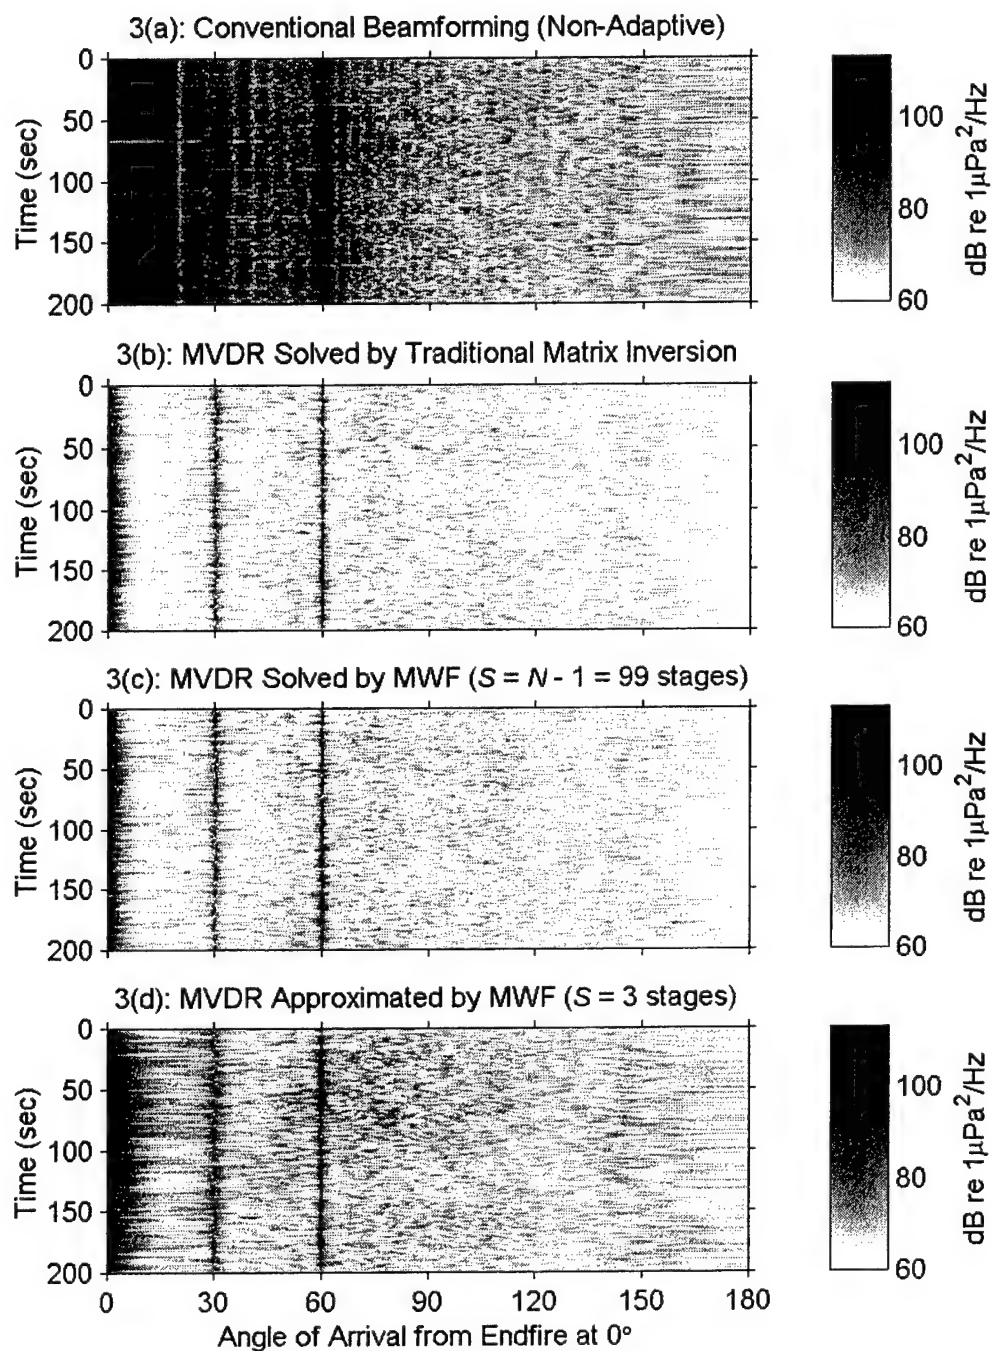 3(a): Conventional Beamforming (Non-Adaptive)
0
50
100
150
200
Time (sec)
100
80
60
dB re 1µPa²/Hz
3(b): MVDR Solved by Traditional Matrix Inversion
0
50
100
150
200
Time (sec)
100
80
60
dB re 1µPa²/Hz
3(c): MVDR Solved by MWF (S = N - 1 = 99 stages)
0
50
100
150
200
Time (sec)
100
80
60
dB re 1µPa²/Hz
3(d): MVDR Approximated by MWF (S = 3 stages)
0
50
100
150
200
Time (sec)
100
80
60
dB re 1µPa²/Hz
0 30 60 90 120 150 180
Angle of Arrival from Endfire at 0°